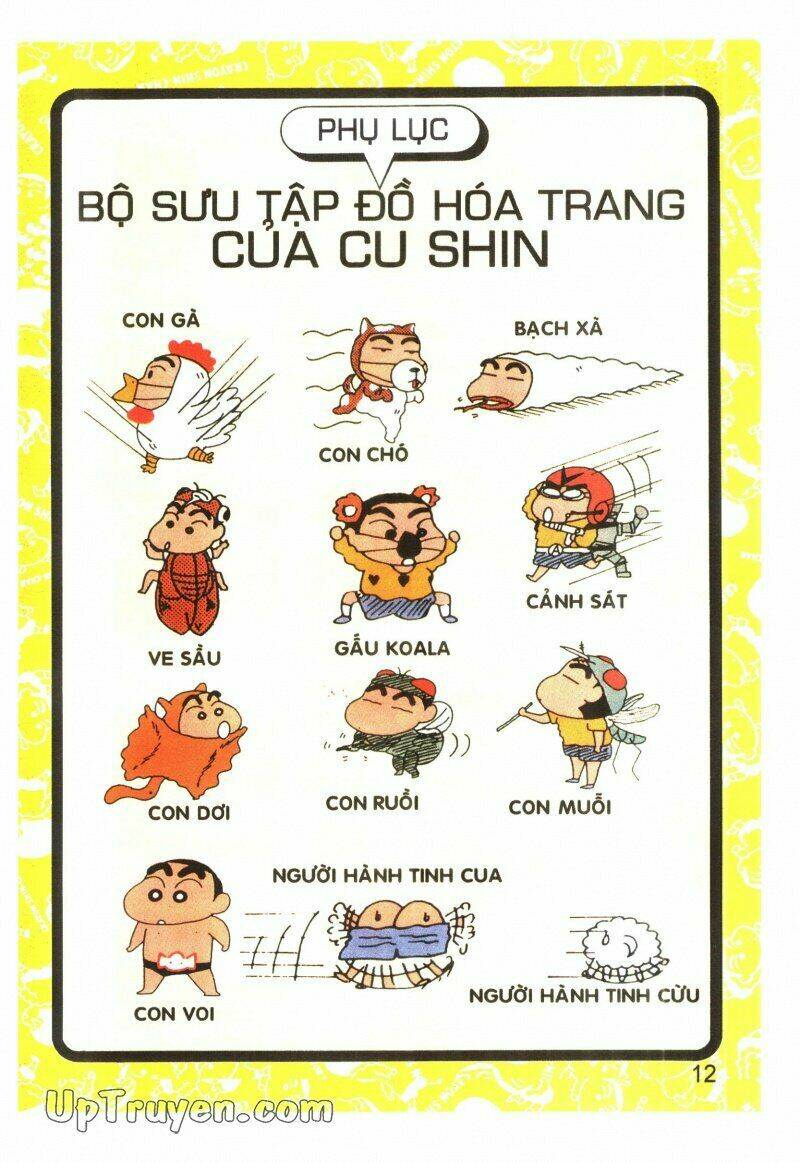 PHỤ LỤC
BỘ SƯU TẬP ĐỒ HÓA TRANG
CỦA CU SHIN
CON GÀ
BẠCH XÀ
CON CHÓ
CẢNH SÁT
GẤU KOALA
VE SẦU
CON DƠI
CON RUỒI
CON MUỖI
NGƯỜI HÀNH TINH CUA
NGƯỜI HÀNH TINH CỪU
CON VOI
12
UpTruyen.com